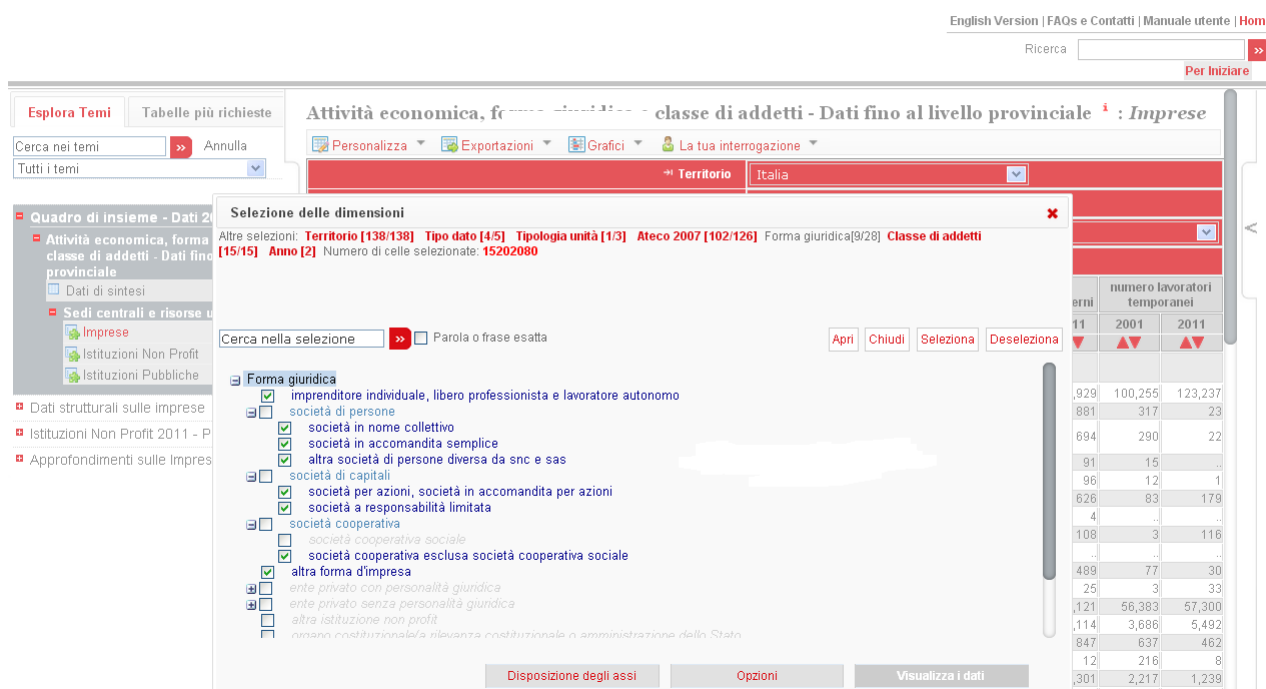 English Version | FAQs e Contatti | Manuale utente | Hom
Ricerca
»
Per Iniziare
Esplora Temi
Tabelle più richieste
Cerca nei temi
»
Annulla
Tutti i temi
Attività economica, classe di addetti - Dati fino al livello provinciale i : Imprese
Personalizza
Esportazioni
Grafici
La tua interrogazione
Territorio
Italia
Quadro di insieme - Dati 20
Attività economica, forma
classe di addetti - Dati fino
provinciale
Dati di sintesi
Sedi centrali e risorse u
Imprese
Istituzioni Non Profit
Istituzioni Pubbliche
Dati strutturali sulle imprese
Istituzioni Non Profit 2011 - P
Approfondimenti sulle Impres
Selezione delle dimensioni
Altre selezioni: Territorio [138/138] Tipo dato [4/5] Tipologia unità [1/3] Ateco 2007 [102/126] Forma giuridica[9/28] Classe di addetti
[15/15] Anno [2] Numero di celle selezionate: 15202080
Cerca nella selezione
»
Parola o frase esatta
Apri
Chiudi
Seleziona
Deseleziona
Forma giuridica
imprenditore individuale, libero professionista e lavoratore autonomo
società di persone
società in nome collettivo
società in accomandita semplice
altra società di persone diversa da snc e sas
società di capitali
società per azioni, società in accomandita per azioni
società a responsabilità limitata
società cooperativa
società cooperativa sociale
società cooperativa esclusa società cooperativa sociale
altra forma d'impresa
ente privato con personalità giuridica
ente privato senza personalità giuridica
altra istituzione non profit
organo costituzionale/a rilevanza costituzionale o amministrazione dello Stato
Disposizione degli assi
Opzioni
Visualizza i dati
<
erni
numero lavoratori
temporanei
11 2001 2011
,929 100,255 123,237
881 317 23
694 290 22
91 15 ..
96 12 1
626 83 179
4 .. ..
108 3 116
.. .. ..
489 77 30
25 3 33
,121 56,383 57,300
,114 3,686 5,492
847 637 462
12 216 8
,301 2,217 1,239